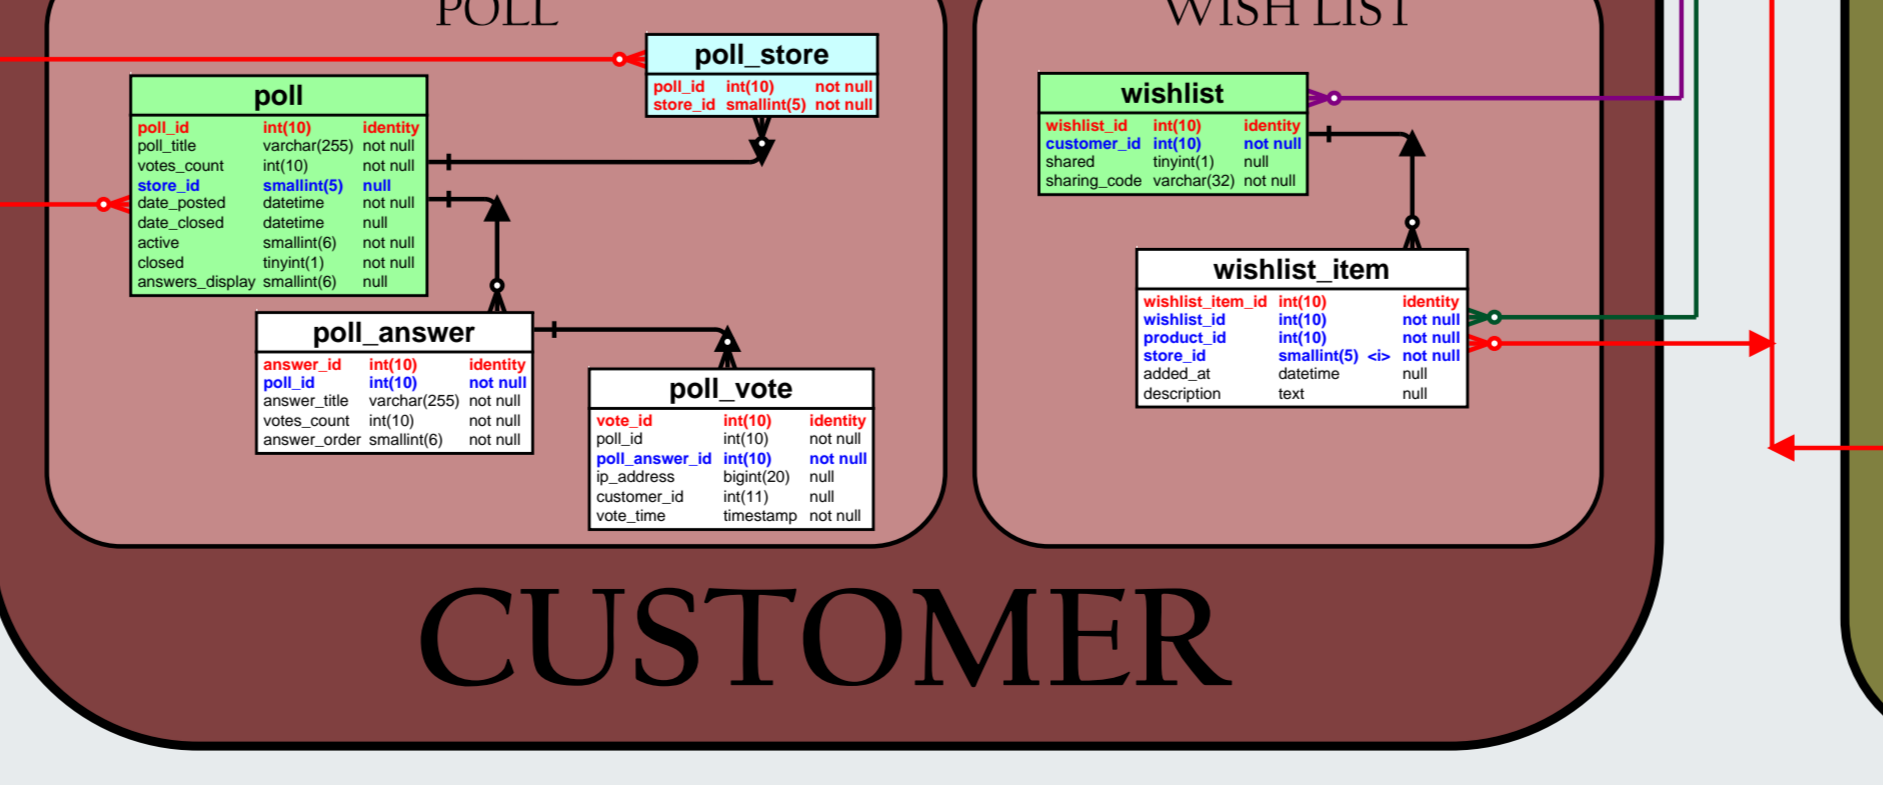 POLL
poll_store
poll_id int(10) not null
store_id smallint(5) not null
poll
poll_id int(10) identity
poll_title varchar(255) not null
votes_count int(10) not null
store_id smallint(5) null
date_posted datetime not null
date_closed datetime null
active smallint(6) not null
closed tinyint(1) not null
answers_display smallint(6) null
poll_answer
answer_id int(10) identity
poll_id int(10) not null
answer_title varchar(255) not null
votes_count int(10) not null
answer_order smallint(6) not null
poll_vote
vote_id int(10) identity
poll_id int(10) not null
poll_answer_id int(10) not null
ip_address bigint(20) null
customer_id int(11) null
vote_time timestamp not null
WISH LIST
wishlist
wishlist_id int(10) identity
customer_id int(10) not null
shared tinyint(1) null
sharing_code varchar(32) not null
wishlist_item
wishlist_item_id int(10) identity
wishlist_id int(10) not null
product_id int(10) not null
store_id smallint(5) <i> not null
added_at datetime null
description text null
CUSTOMER